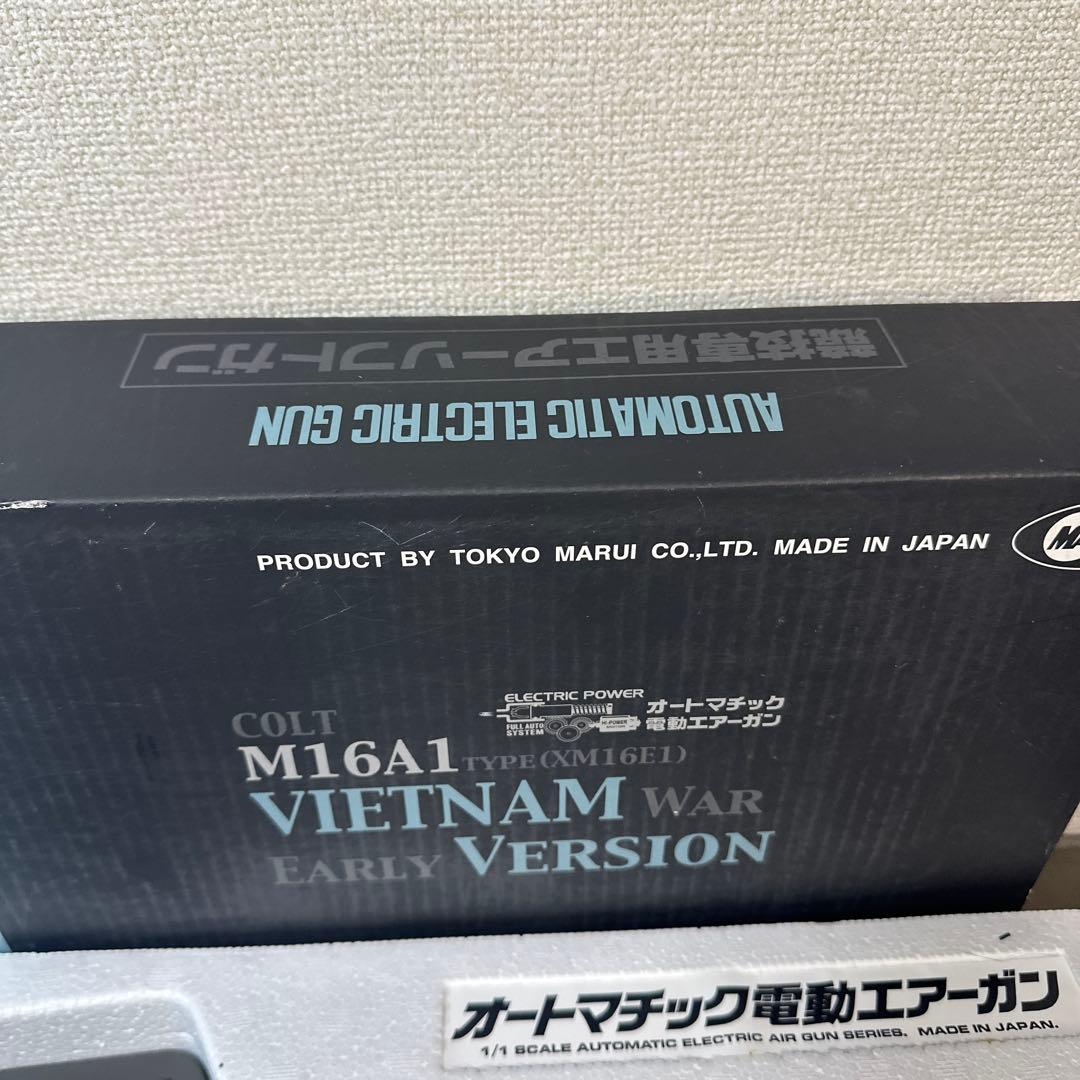 競技専用エアーソフトガン
AUTOMATIC ELECTRIC GUN
PRODUCT BY TOKYO MARUI CO.,LTD. MADE IN JAPAN
ELECTRIC POWER
FULL AUTO
SYSTEM
HI-POWER
オートマチック
電動エアーガン
COLT
M16A1 TYPE (XM16E1)
VIETNAM WAR
EARLY VERSION
オートマチック電動エアーガン
1/1 SCALE AUTOMATIC ELECTRIC AIR GUN SERIES. MADE IN JAPAN.